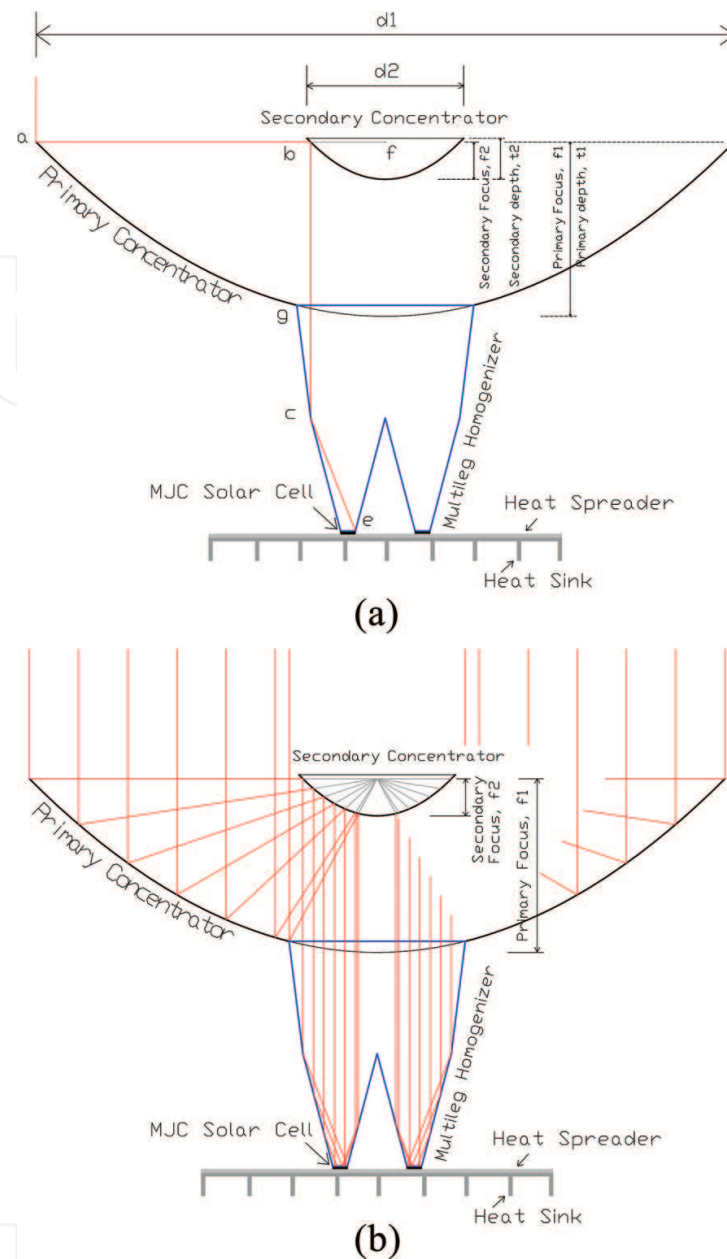 d1
d2
Secondary Concentrator
a
b
f
Secondary Focus, f2
Secondary depth, t2
Primary Focus, f1
Primary depth, t1
Primary Concentrator
g
c
Multileg Homogenizer
MJC Solar Cell
e
Heat Spreader
Heat Sink
(a)
Secondary Concentrator
Secondary
Focus, f2
Primary Focus, f1
Primary Concentrator
Multileg Homogenizer
MJC Solar Cell
Heat Spreader
Heat Sink
(b)